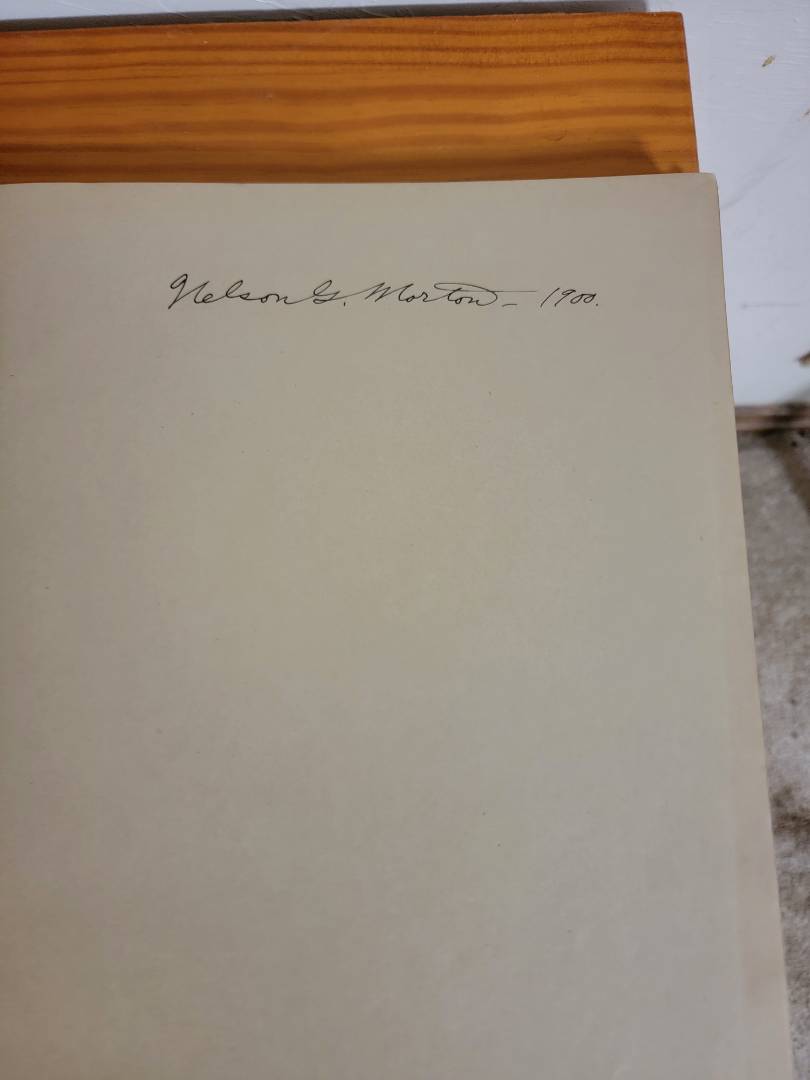 Nelson G. Morton – 1900.